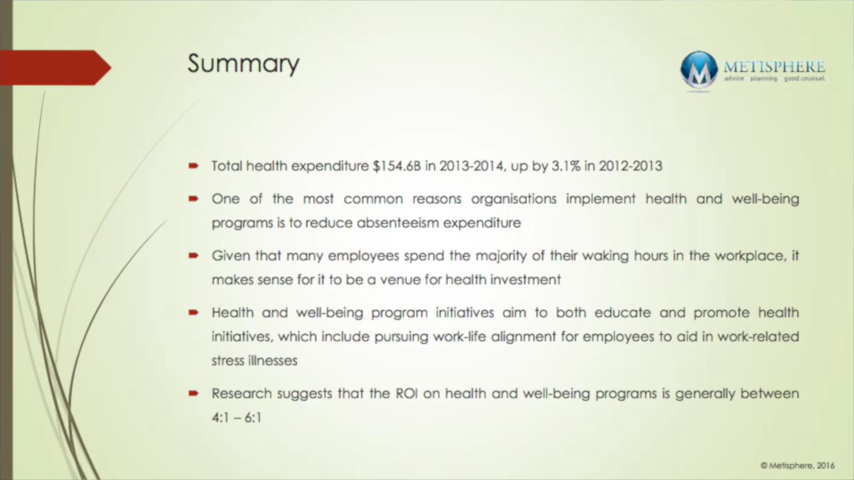 Summary
METISPHERE
advice planning good counsel
Total health expenditure $154.6B in 2013-2014, up by 3.1% in 2012-2013
One of the most common reasons organisations implement health and well-being
programs is to reduce absenteeism expenditure
Given that many employees spend the majority of their waking hours in the workplace, it
makes sense for it to be a venue for health investment
Health and well-being program initiatives aim to both educate and promote health
initiatives, which include pursuing work-life alignment for employees to aid in work-related
stress illnesses
Research suggests that the ROI on health and well-being programs is generally between
4:1 – 6:1
© Metisphere, 2016